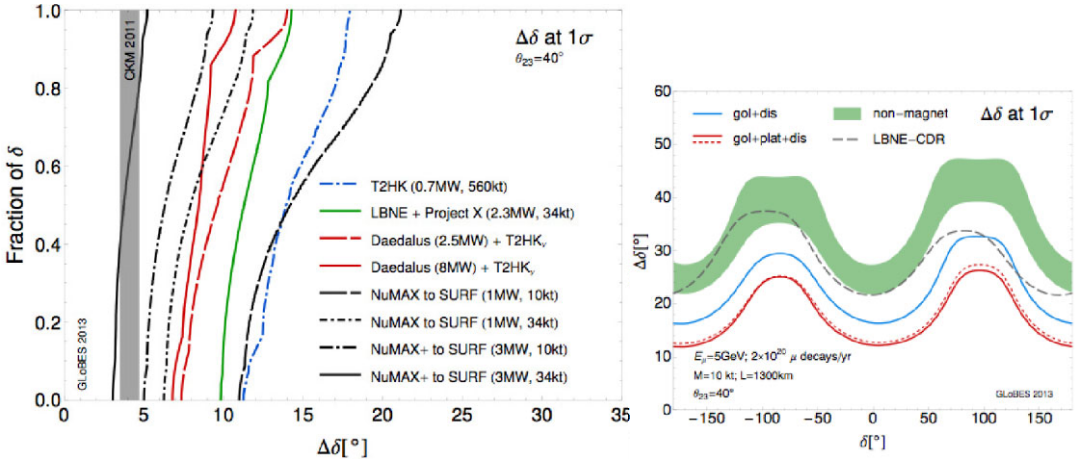 1.0
0.8
0.6
0.4
0.2
0.0
Fraction of δ
CKM 2011
GLoBES 2013
Δδ at 1σ
θ23=40°
T2HK (0.7MW, 560kt)
LBNE + Project X (2.3MW, 34kt)
Daedalus (2.5MW) + T2HKν
Daedalus (8MW) + T2HKν
NuMAX to SURF (1MW, 10kt)
NuMAX to SURF (1MW, 34kt)
NuMAX+ to SURF (3MW, 10kt)
NuMAX+ to SURF (3MW, 34kt)
0 5 10 15 20 25 30 35
Δδ[°]
60
50
40
30
20
10
0
Δδ[°]
gol+dis
gol+plat+dis
non−magnet
LBNE−CDR
Δδ at 1σ
Eμ=5GeV; 2×10²⁰ μ decays/yr
M=10 kt; L=1300km
θ23=40°
GLoBES 2013
−150 −100 −50 0 50 100 150
δ[°]